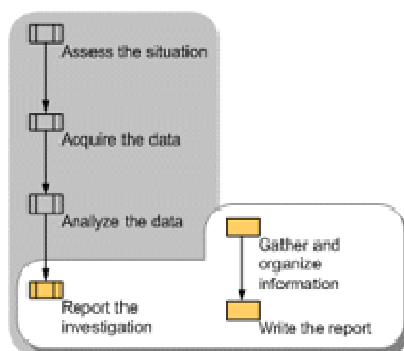 Assess the situation
Acquire the data
Analyze the data
Report the
investigation
Gather and
organize
information
Write the report